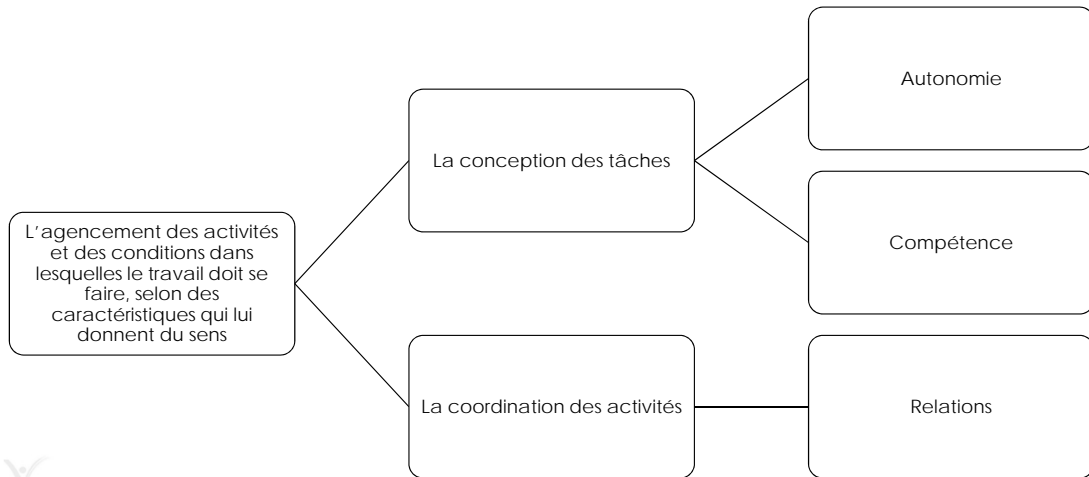 L'agencement des activités
et des conditions dans
lesquelles le travail doit se
faire, selon des
caractéristiques qui lui
donnent du sens
La conception des tâches
Autonomie
Compétence
La coordination des activités
Relations